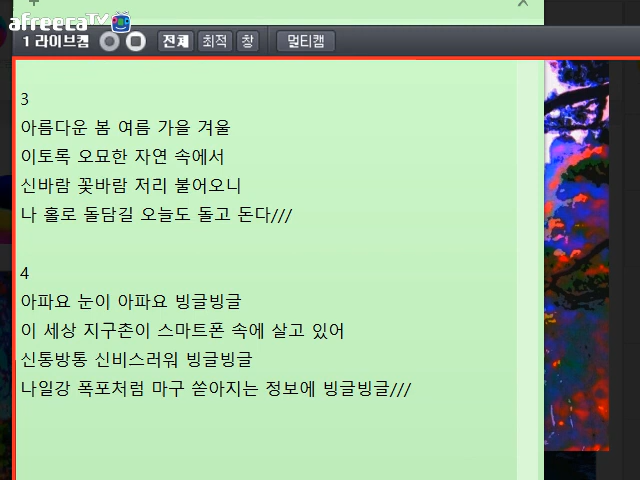 afreecaTV
1 라이브캠 전체 최적 창 멀티캠
3
아름다운 봄 여름 가을 겨울
이토록 오묘한 자연 속에서
신바람 꽃바람 저리 불어오니
나 홀로 돌담길 오늘도 돌고 돈다///
4
아파요 눈이 아파요 빙글빙글
이 세상 지구촌이 스마트폰 속에 살고 있어
신통방통 신비스러워 빙글빙글
나일강 폭포처럼 마구 쏟아지는 정보에 빙글빙글///